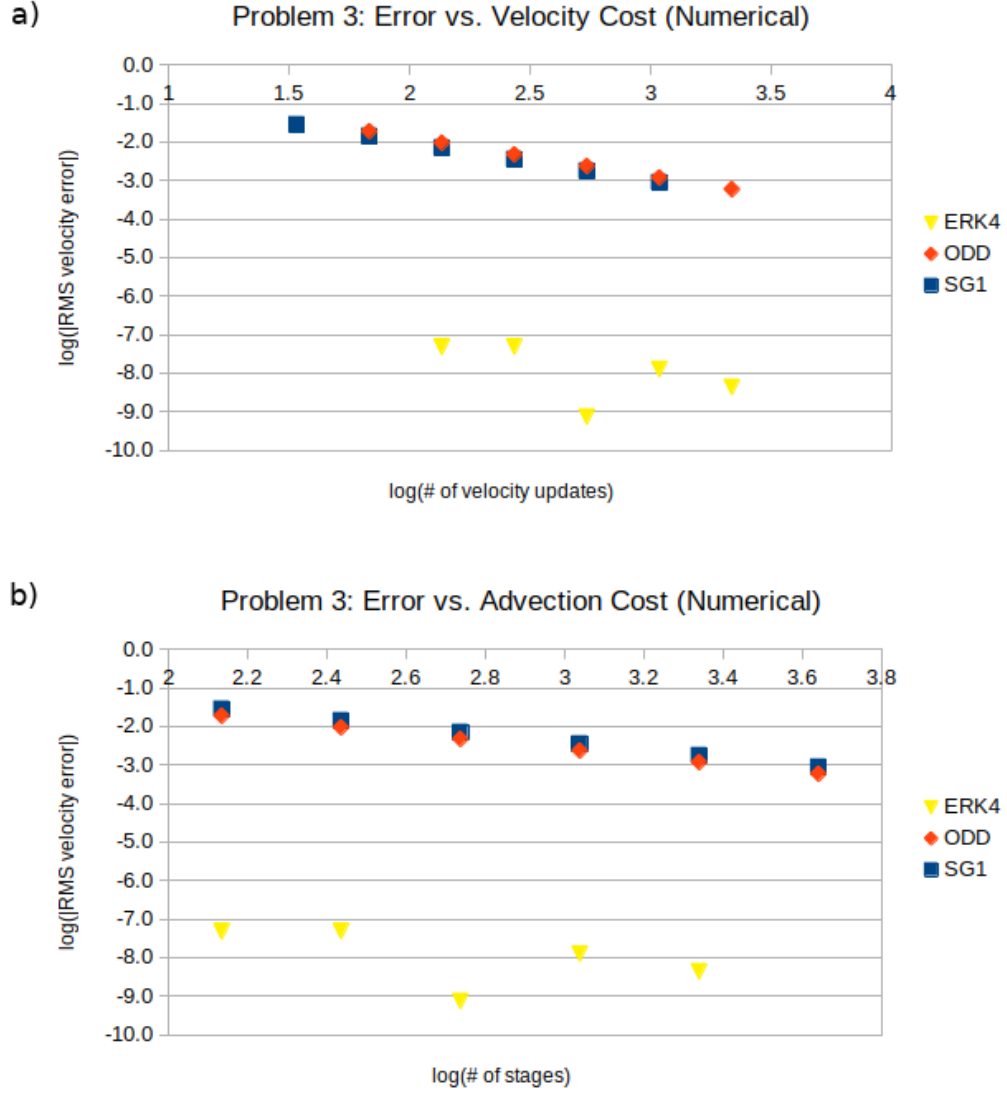 a)
Problem 3: Error vs. Velocity Cost (Numerical)
0.0
1 1.5 2 2.5 3 3.5 4
-1.0
-2.0
-3.0
-4.0
-5.0
-6.0
-7.0
-8.0
-9.0
-10.0
log(|RMS velocity error|)
log(# of velocity updates)
ERK4
ODD
SG1
b)
Problem 3: Error vs. Advection Cost (Numerical)
0.0
2 2.2 2.4 2.6 2.8 3 3.2 3.4 3.6 3.8
-1.0
-2.0
-3.0
-4.0
-5.0
-6.0
-7.0
-8.0
-9.0
-10.0
log(|RMS velocity error|)
log(# of stages)
ERK4
ODD
SG1